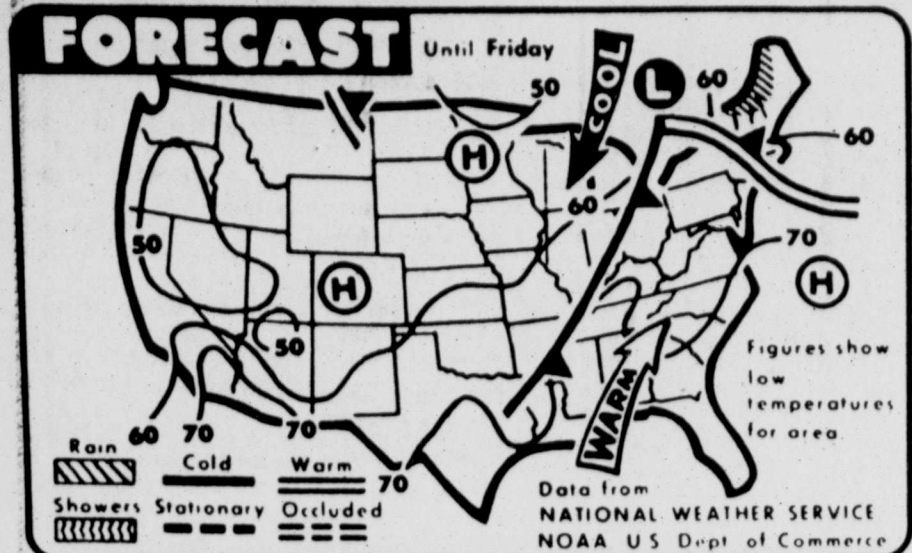 FORECAST
Until Friday
50
COOL
L
60
60
H
60
50
H
50
70
H
60
70
70
70
WARM
Figures show
low
temperatures
for area
Rain
Cold
Warm
Showers
Stationary
Occluded
Data from
NATIONAL WEATHER SERVICE
NOAA US Dept of Commerce